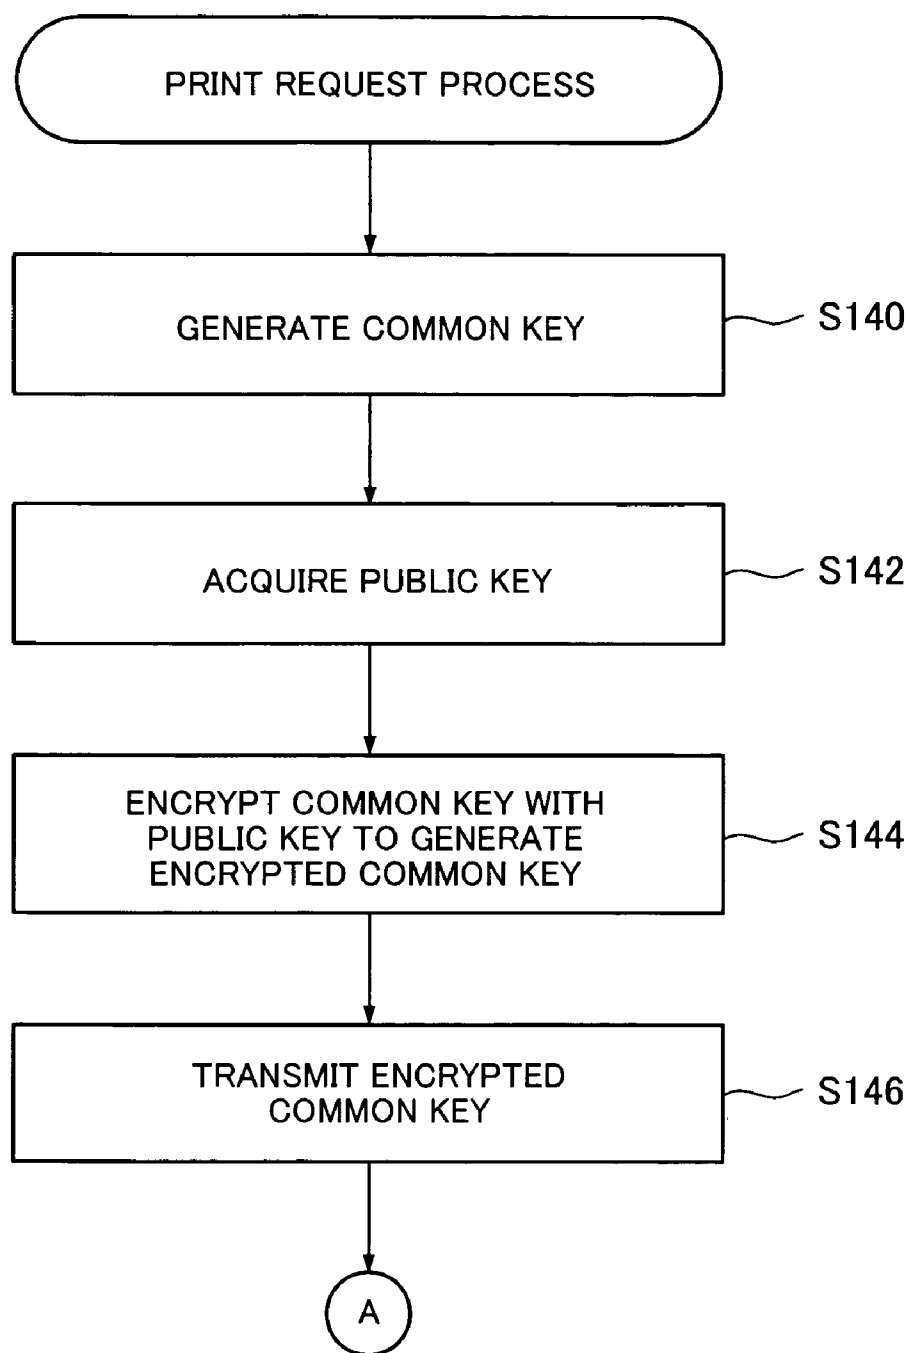 PRINT REQUEST PROCESS
GENERATE COMMON KEY
S140
ACQUIRE PUBLIC KEY
S142
ENCRYPT COMMON KEY WITH
PUBLIC KEY TO GENERATE
ENCRYPTED COMMON KEY
S144
TRANSMIT ENCRYPTED
COMMON KEY
S146
A